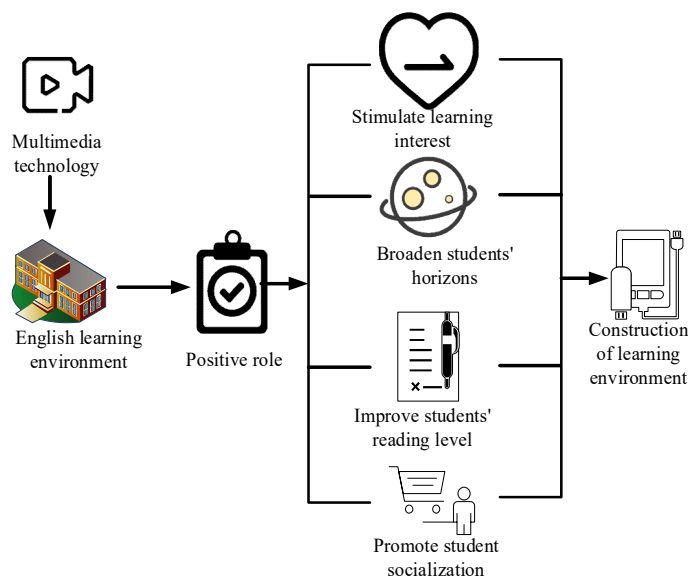 Multimedia
technology
English learning
environment
Positive role
Stimulate learning
interest
Broaden students'
horizons
Improve students'
reading level
Promote student
socialization
Construction
of learning
environment